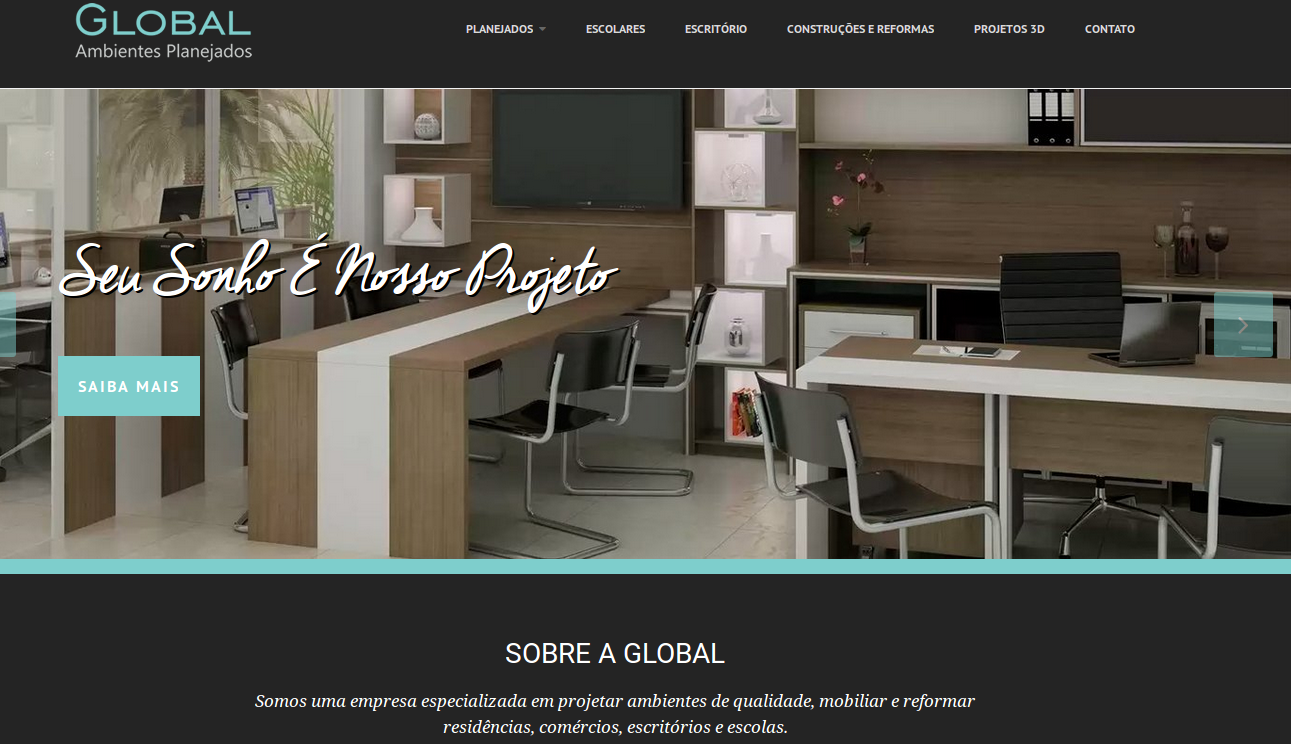 GLOBAL
Ambientes Planejados
PLANEJADOS ESCOLARES ESCRITÓRIO CONSTRUÇÕES E REFORMAS PROJETOS 3D CONTATO
Seu Sonho É Nosso Projeto
SAIBA MAIS
SOBRE A GLOBAL
Somos uma empresa especializada em projetar ambientes de qualidade, mobiliar e reformar
residências, comércios, escritórios e escolas.